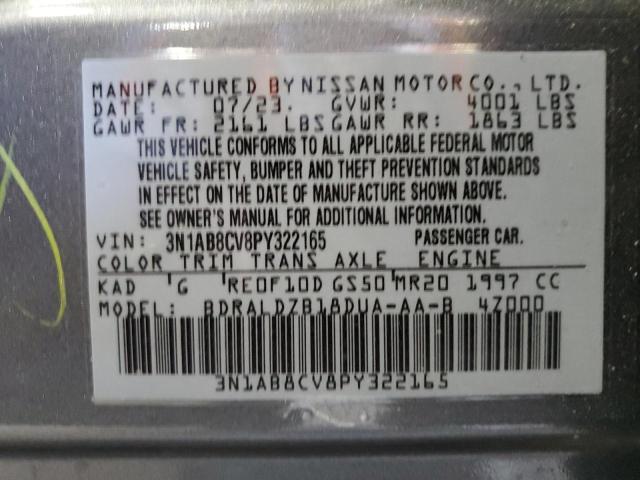 MANUFACTURED BY NISSAN MOTOR CO., LTD.
DATE: 07/23. GVWR: 4001 LBS
GAWR FR: 2161 LBS GAWR RR: 1863 LBS
THIS VEHICLE CONFORMS TO ALL APPLICABLE FEDERAL MOTOR
VEHICLE SAFETY, BUMPER AND THEFT PREVENTION STANDARDS
IN EFFECT ON THE DATE OF MANUFACTURE SHOWN ABOVE.
SEE OWNER'S MANUAL FOR ADDITIONAL INFORMATION
VIN: 3N1AB8CV8PY322165 PASSENGER CAR.
COLOR TRIM TRANS AXLE ENGINE
KAD 'G 'RE0F10D GS50'MR20 1997 CC
MODEL: BDRALDZB18DUA-AA-B 4Z000
3N1AB8CV8PY322165